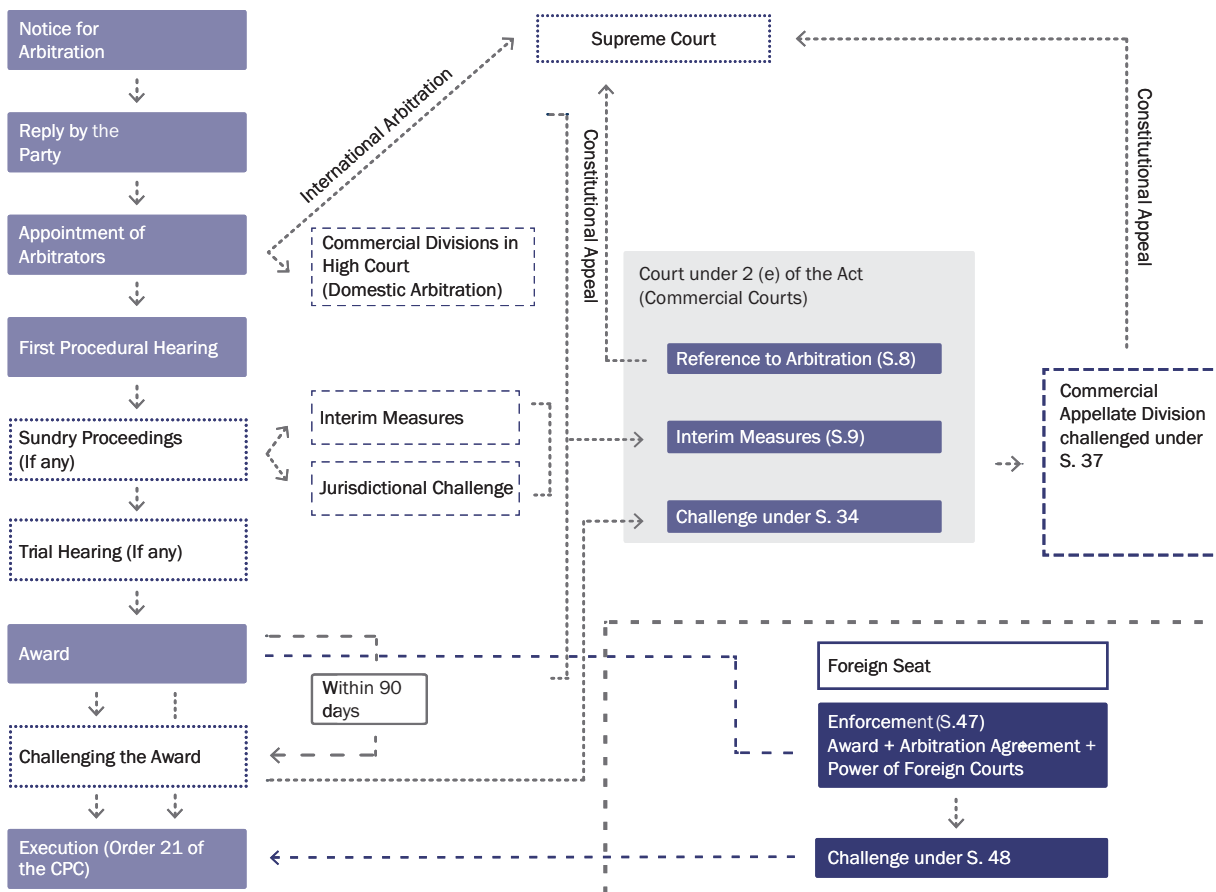 Notice for
Arbitration
Reply by the
Party
Appointment of
Arbitrators
First Procedural Hearing
Sundry Proceedings
(If any)
Trial Hearing (If any)
Award
Challenging the Award
Execution (Order 21 of
the CPC)
International Arbitration
Commercial Divisions in
High Court
(Domestic Arbitration)
Interim Measures
Jurisdictional Challenge
Within 90
days
Supreme Court
Constitutional Appeal
Court under 2 (e) of the Act
(Commercial Courts)
Reference to Arbitration (S.8)
Interim Measures (S.9)
Challenge under S. 34
Constitutional Appeal
Commercial
Appellate Division
challenged under
S. 37
Foreign Seat
Enforcement (S.47)
Award + Arbitration Agreement +
Power of Foreign Courts
Challenge under S. 48